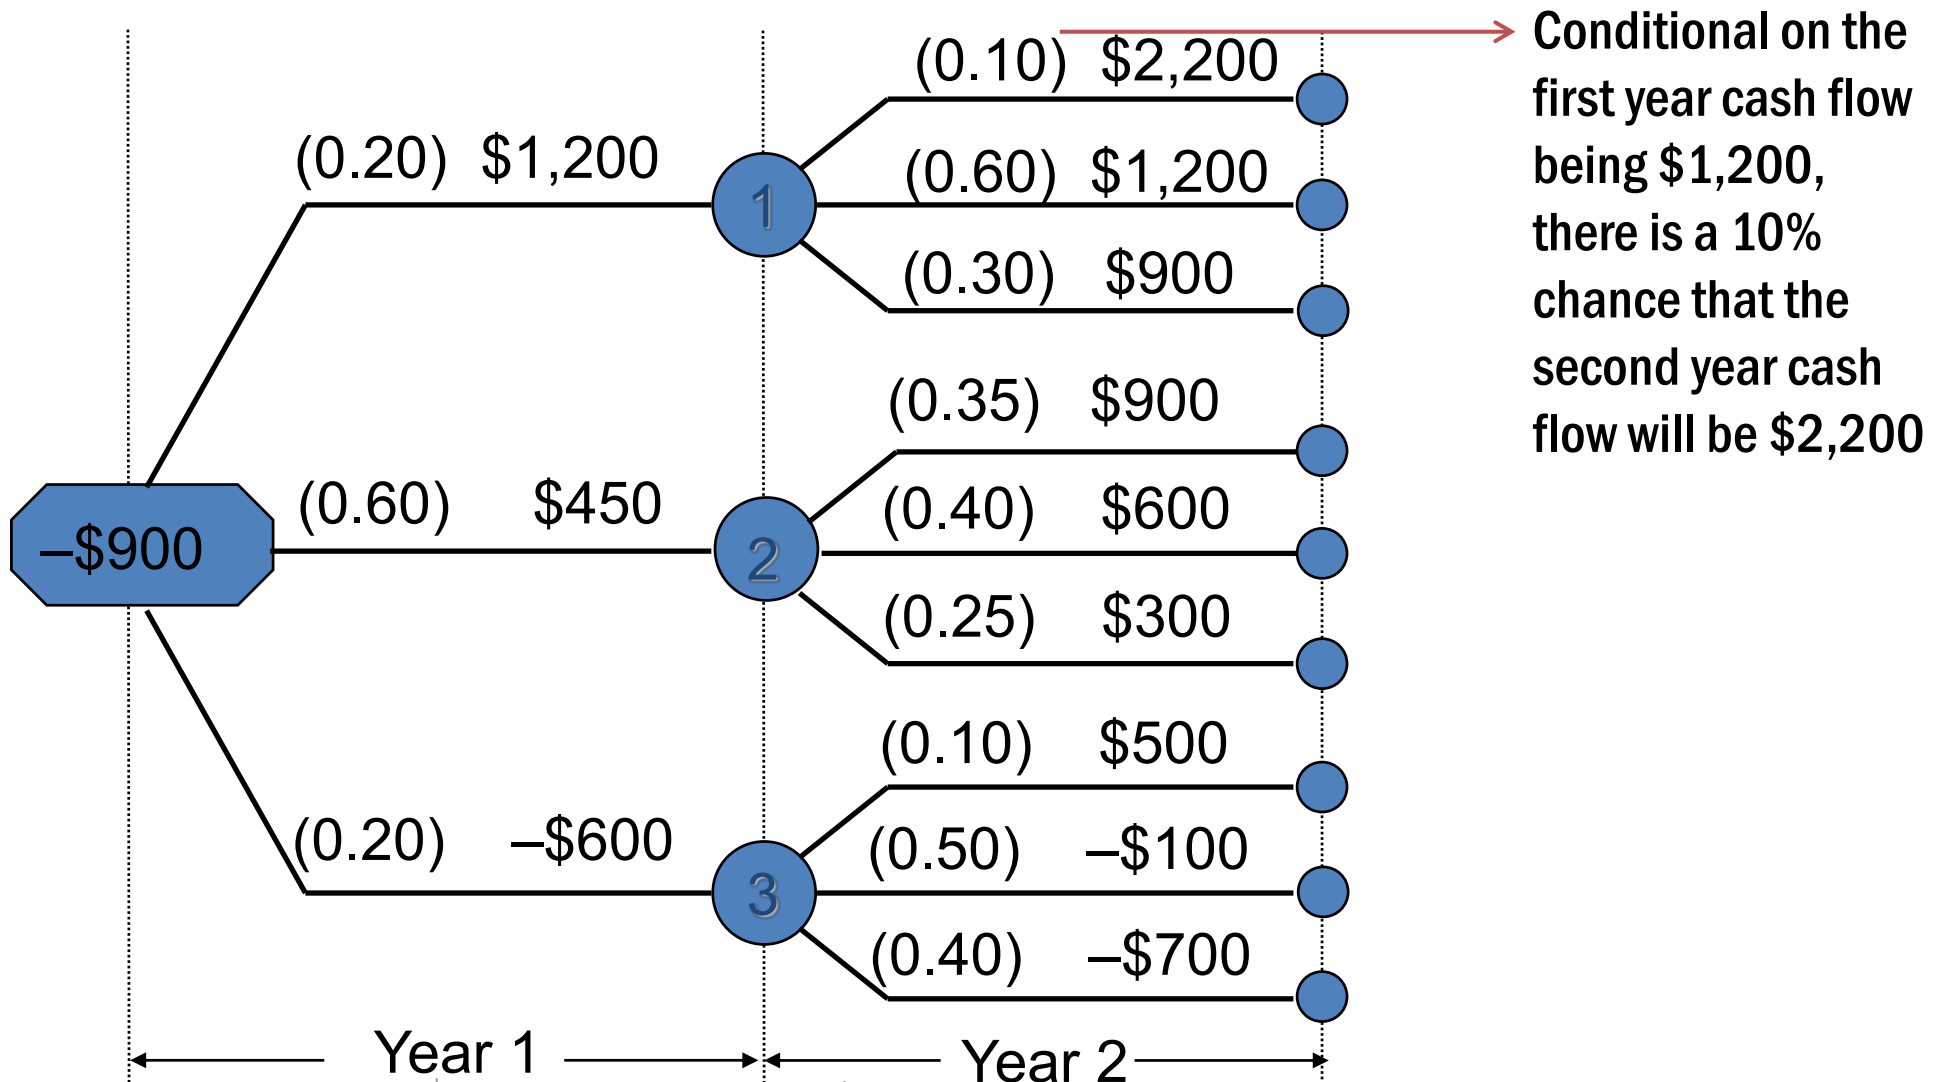 (0.10) $2,200
(0.20) $1,200
1
(0.60) $1,200
(0.30) $900
–$900
(0.60) $450
2
(0.35) $900
(0.40) $600
(0.25) $300
(0.20) –$600
3
(0.10) $500
(0.50) –$100
(0.40) –$700
Year 1
Year 2
Conditional on the
first year cash flow
being $1,200,
there is a 10%
chance that the
second year cash
flow will be $2,200